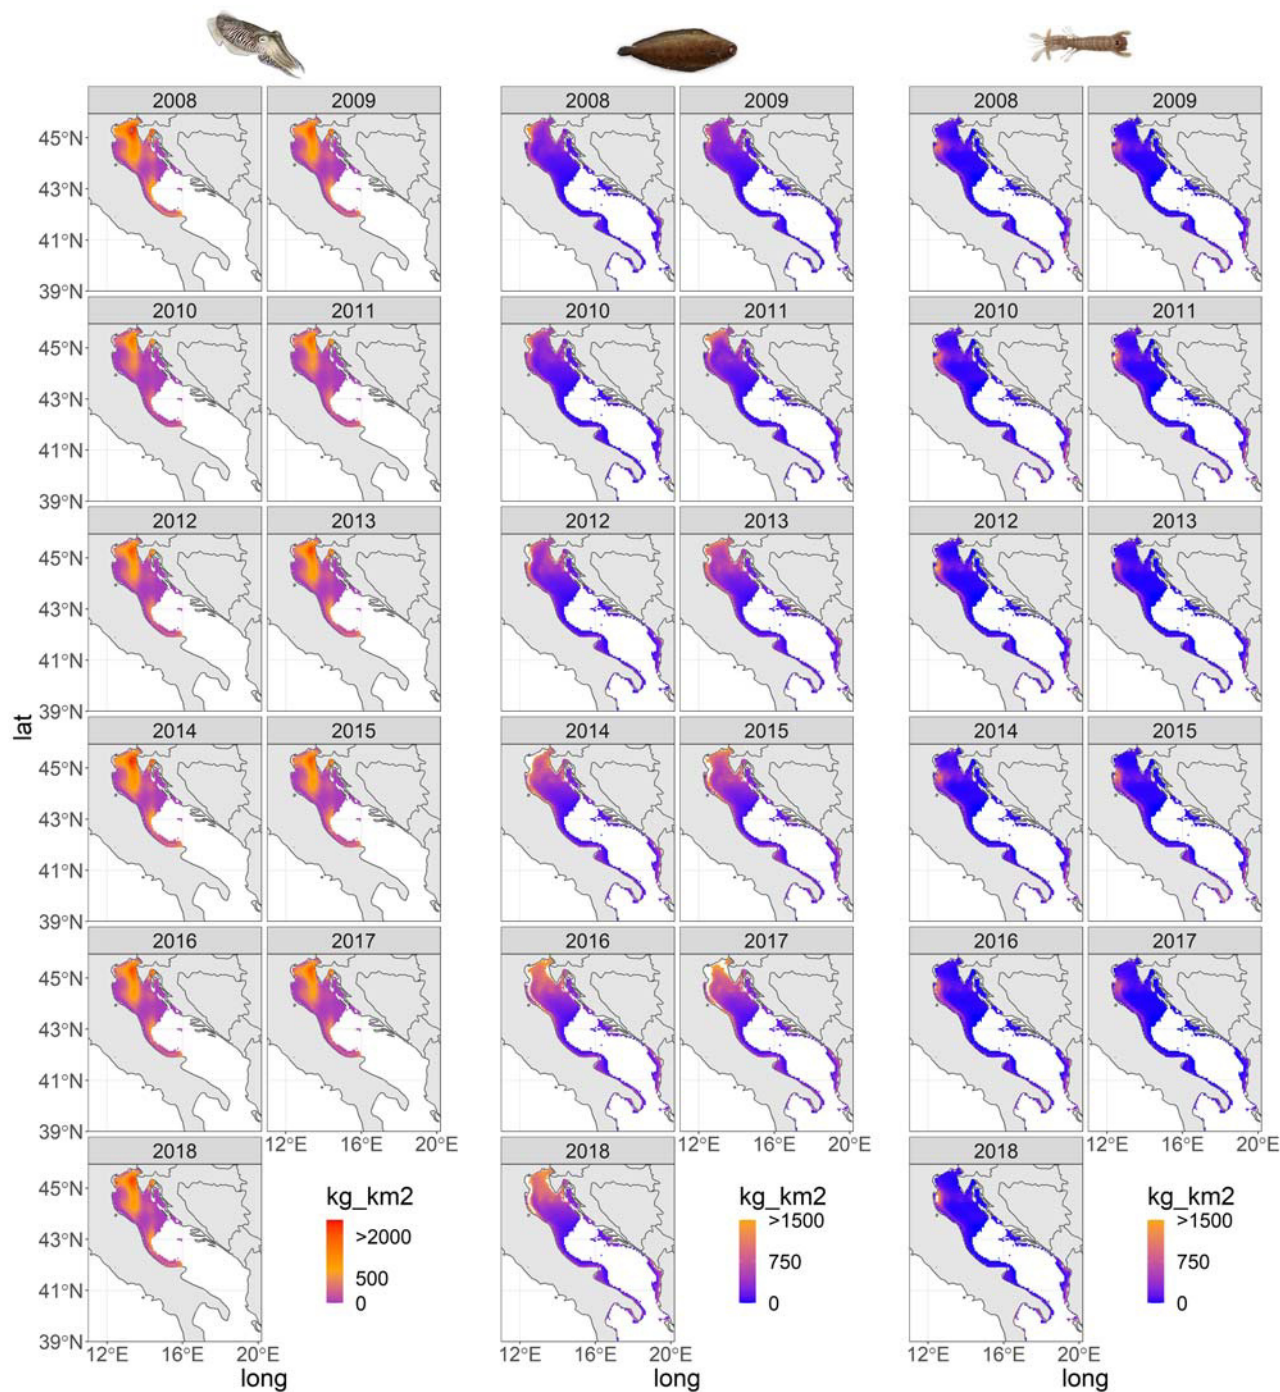 2008 2009 2008 2009 2008 2009
45°N
43°N
41°N
39°N
2010 2011 2010 2011 2010 2011
45°N
43°N
41°N
39°N
2012 2013 2012 2013 2012 2013
45°N
43°N
41°N
39°N
lat
2014 2015 2014 2015 2014 2015
45°N
43°N
41°N
39°N
2016 2017 2016 2017 2016 2017
45°N
43°N
41°N
39°N
12°E 16°E 20°E 12°E 16°E 20°E 12°E 16°E 20°E
2018 2018 2018
45°N
43°N
41°N
39°N
kg_km2 kg_km2 kg_km2
>2000 >1500 >1500
500 750 750
0 0 0
12°E 16°E 20°E 12°E 16°E 20°E 12°E 16°E 20°E
long long long